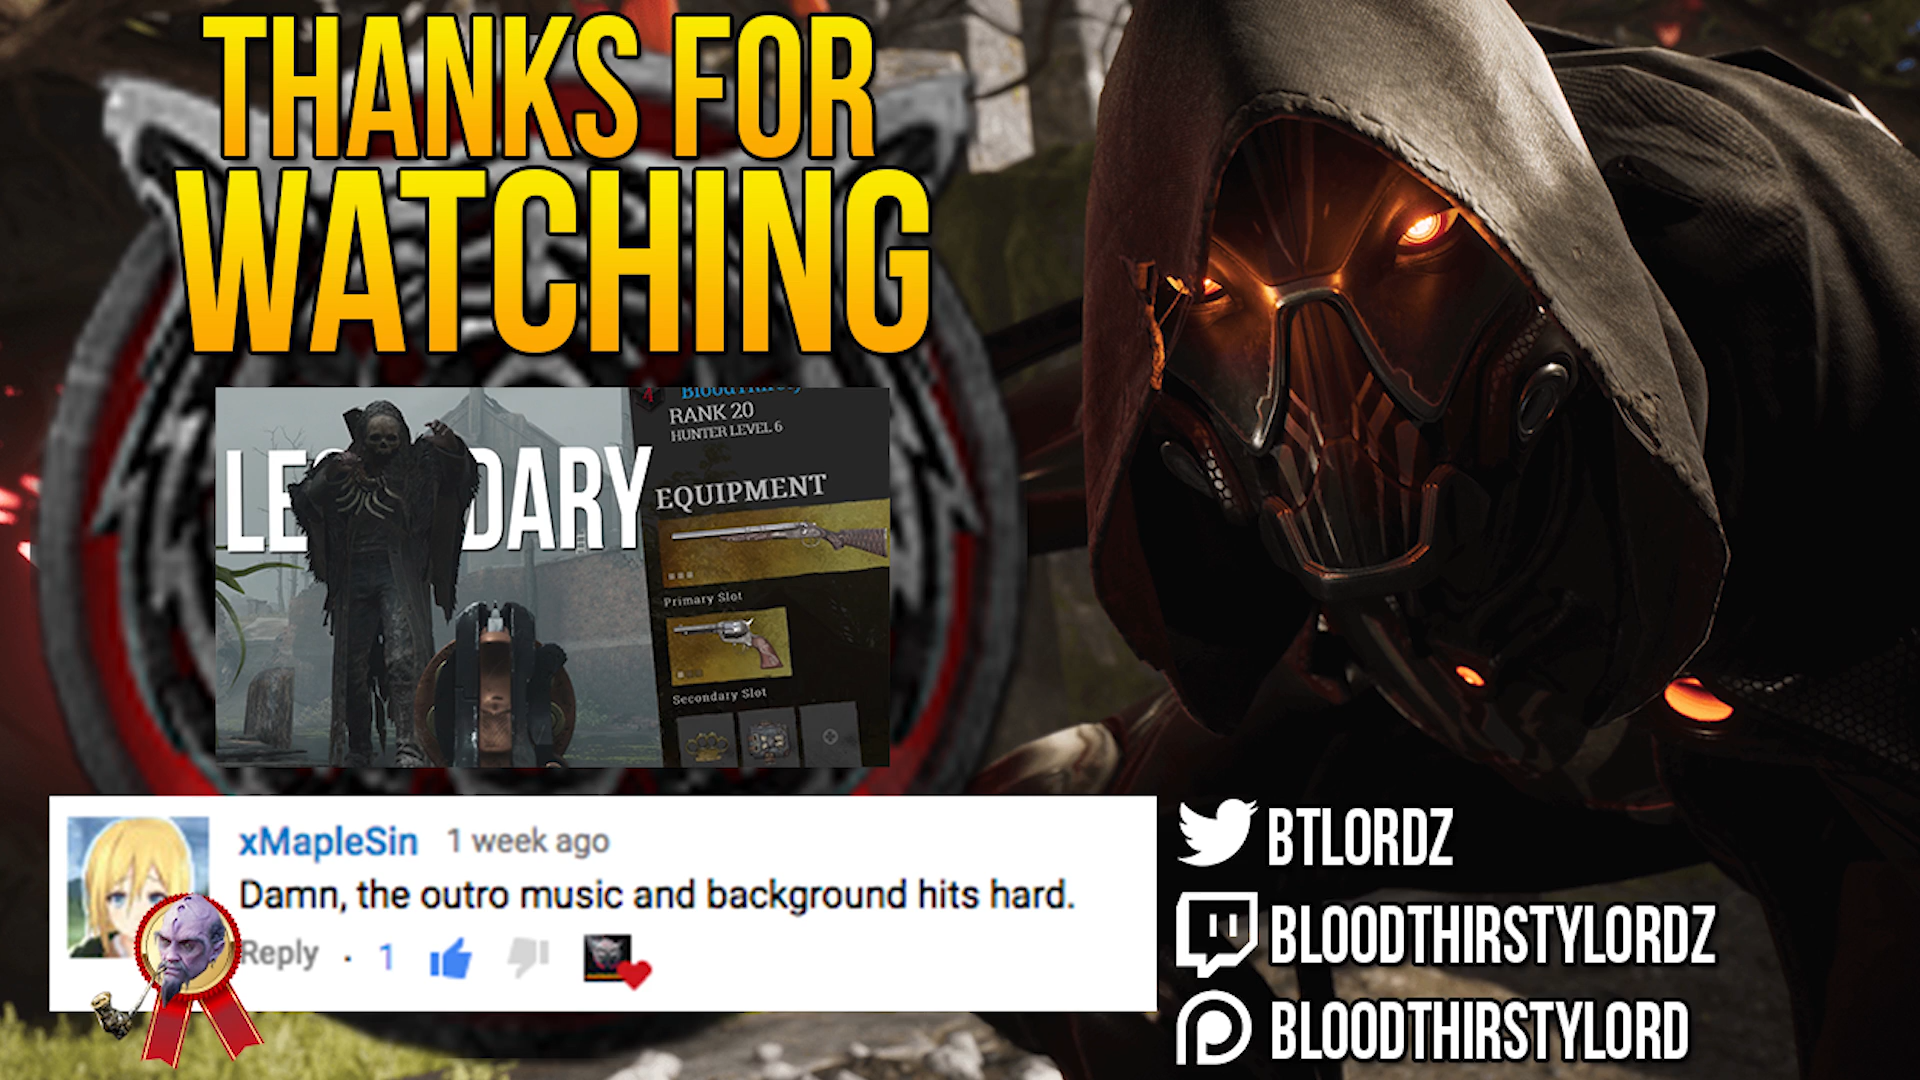 THANKS FOR
WATCHING
RANK 20
HUNTER LEVEL 6
EQUIPMENT
Primary Slot
Secondary Slot
xMapleSin 1 week ago
Damn, the outro music and background hits hard.
Reply · 1
BTLORDZ
BLOODTHIRSTYLORDZ
BLOODTHIRSTYLORD